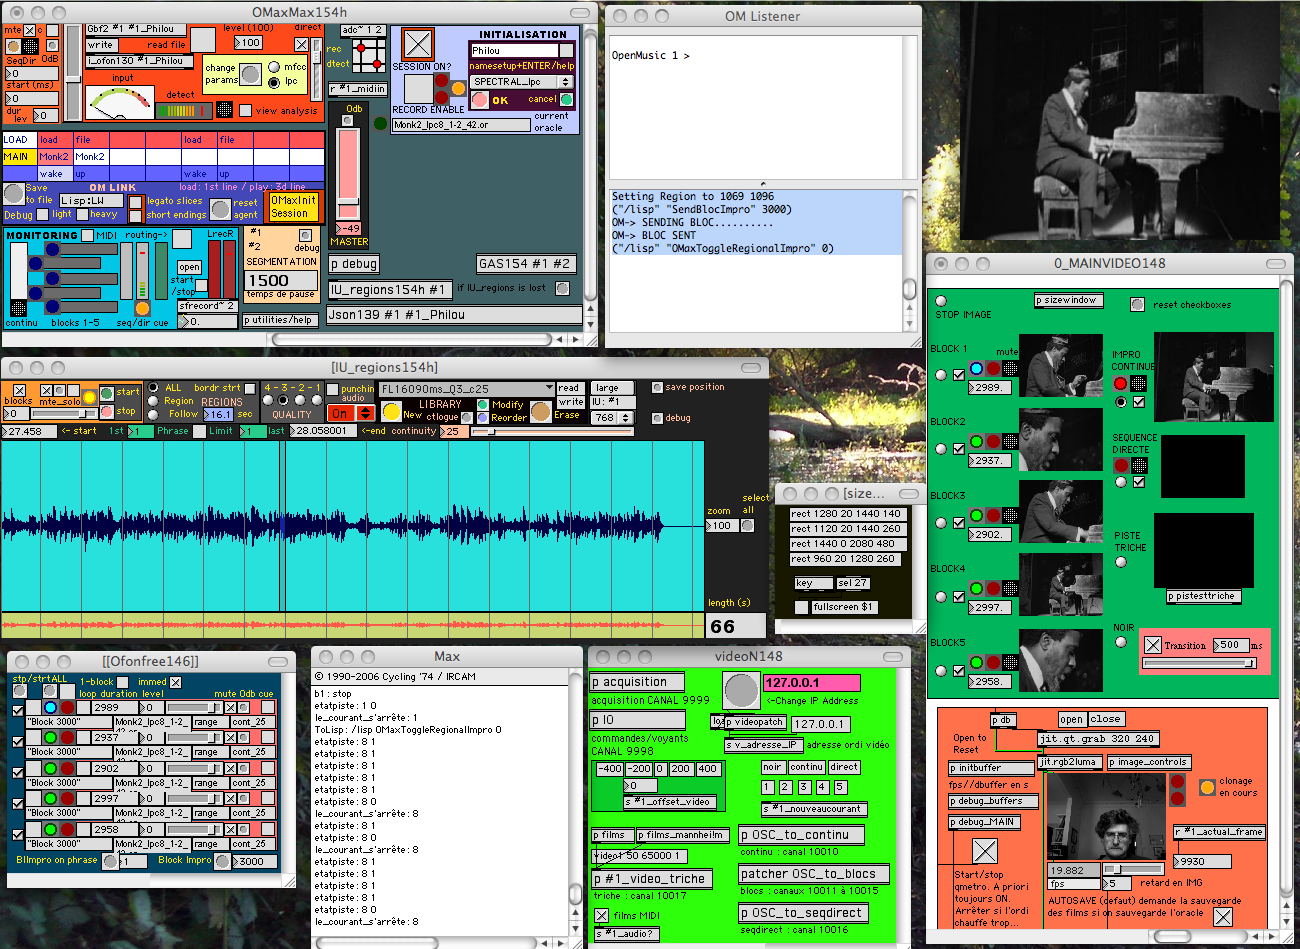 OMaxMax154h
mte
c
Gbf2 #1 #1_Philou
level (100)
direct
SeqDir 0dB
write
read file
100
0
i_ofon130 #1_Philou
start (ms)
input
change
params
mfcc
lpc
0
dur
lev
0
detect
view analysis
LOAD
load
file
load
file
MAIN
Monk2
Monk2
wake
up
wake
up
Save
to file
OM LINK
load: 1st line / play: 3d line
Lisp:LW
legato slices
reset
agent
OMaxInit
Session
Debug
light
heavy
short endings
MONITORING
MIDI
routing->
LrecR
open
start
/stop
sfrecord~ 2
0.
continu
blocks 1-5
seq/dir cue
#1
#2
debug
SEGMENTATION
1500
temps de pause
p utilities/help
adc~ 1 2
rec
dtect
r #1_midiin
0db
-49
MASTER
p debug
GAS154 #1 #2
IU_regions154h #1
if IU_regions is lost
Json139 #1 #1_Philou
INITIALISATION
Philou
namesetup+ENTER/help
SESSION ON?
SPECTRAL_lpc
OK
cancel
RECORD ENABLE
Monk2_lpc8_1-2_42.or
current
oracle
OM Listener
OpenMusic 1 >
Setting Region to 1069 1096
("/lisp" "SendBlocImpro" 3000)
OM-> SENDING BLOC..........
OM-> BLOC SENT
("/lisp" "OMaxToggleRegionalImpro" 0)
[IU_regions154h]
blocks
mte_solo
start
stop
0
ALL
bordr strt
Region
REGIONS
Follow
16.1
sec
4 - 3 - 2 - 1
QUALITY
punchin
audio
On
FL16090ms_Q3_c25
LIBRARY
New
ctlogue
Modify
Reorder
read
write
Erase
large
IU: #1
768
save position
debug
27.458
<- start
1st
1
Phrase
Limit
1
last
28.058001
<-end
continuity
25
select
all
zoom
100
length (s)
66
[size...
rect 1280 20 1440 140
rect 1120 20 1440 260
rect 1440 0 2080 480
rect 960 20 1280 260
key
sel 27
fullscreen $1
0_MAINVIDEO148
STOP IMAGE
p sizewindow
reset checkboxes
BLOCK 1
mute
2989.
IMPRO
CONTINUE
BLOCK2
2937.
SEQUENCE
DIRECTE
BLOCK3
2902.
PISTE
TRICHE
BLOCK4
2997.
p pistesttriche
NOIR
BLOCK5
2958.
Transition
500
ms
p db
open
close
Open to
Reset
jit.qt.grab 320 240
p initbuffer
jit.rgb2luma
p image_controls
fps//dbuffer en s
p debug_buffers
p debug_MAIN
clonage
en cours
r #1_actual_frame
9930
19.882
fps
5
retard en IMG
Start/stop
qmetro. A priori
toujours ON.
Arrêter si l'ordi
chauffe trop...
AUTOSAVE (defaut) demande la sauvegarde
des films si on sauvegarde l'oracle
[[Ofonfree146]]
stp/strtALL
1-block
immed
loop duration
level
mute 0db cue
2989
0
"Block 3000"
Monk2_lpc8_1-2_
range
cont_25
2937
0
"Block 3000"
Monk2_lpc8_1-2_
range
cont_25
2902
0
"Block 3000"
Monk2_lpc8_1-2_
range
cont_25
2997
0
"Block 3000"
Monk2_lpc8_1-2_
range
cont_25
2958
0
"Block 3000"
Monk2_lpc8_1-2_
range
cont_25
BlImpro on phrase
1
Block Impro
3000
Max
© 1990-2006 Cycling '74 / IRCAM
b1 : stop
etatpiste: 1 0
le_courant_s'arrête: 1
ToLisp: /lisp OMaxToggleRegionalImpro 0
etatpiste: 8 1
etatpiste: 8 1
etatpiste: 8 1
etatpiste: 8 1
etatpiste: 8 1
etatpiste: 8 0
le_courant_s'arrête: 8
etatpiste: 8 1
etatpiste: 8 0
le_courant_s'arrête: 8
etatpiste: 8 1
etatpiste: 8 1
etatpiste: 8 1
etatpiste: 8 1
etatpiste: 8 0
le_courant_s'arrête: 8
videoN148
p acquisition
acquisition CANAL 9999
127.0.0.1
<-Change IP Address
p IO
p videopatch
127.0.0.1
commandes/voyants
CANAL 9998
s v_adresse_IP
adresse ordi vidéo
-400
-200
0
200
400
0
s #1_offset_video
noir
continu
direct
1
2
3
4
5
s #1_nouveaucourant
p films
p films_mannheim
video1 50 65000 1
p OSC_to_continu
continu : canal 10010
p #1_video_triche
triche : canal 10017
patcher OSC_to_blocs
blocs : canaux 10011 à 10015
films MIDI
s #1_audio?
p OSC_to_seqdirect
seqdirect : canal 10016